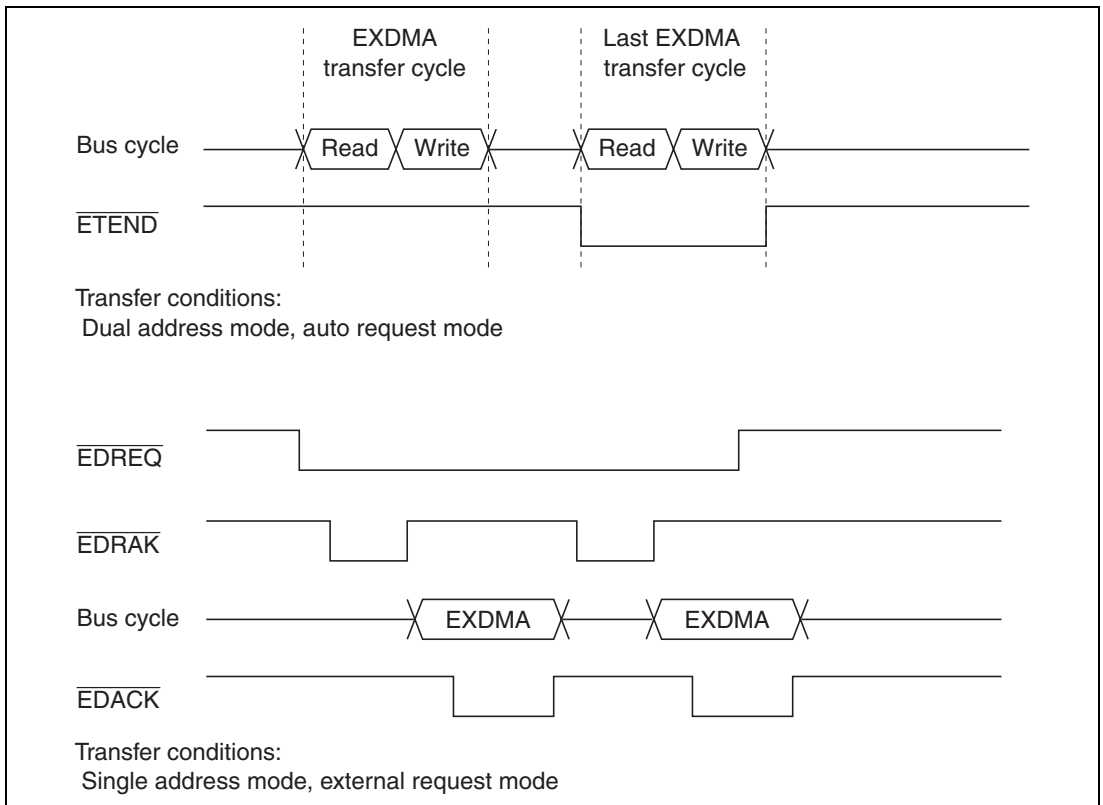 EXDMA
transfer cycle
Last EXDMA
transfer cycle
Bus cycle
Read
Write
Read
Write
ETEND
Transfer conditions:
Dual address mode, auto request mode
EDREQ
EDRAK
Bus cycle
EXDMA
EXDMA
EDACK
Transfer conditions:
Single address mode, external request mode